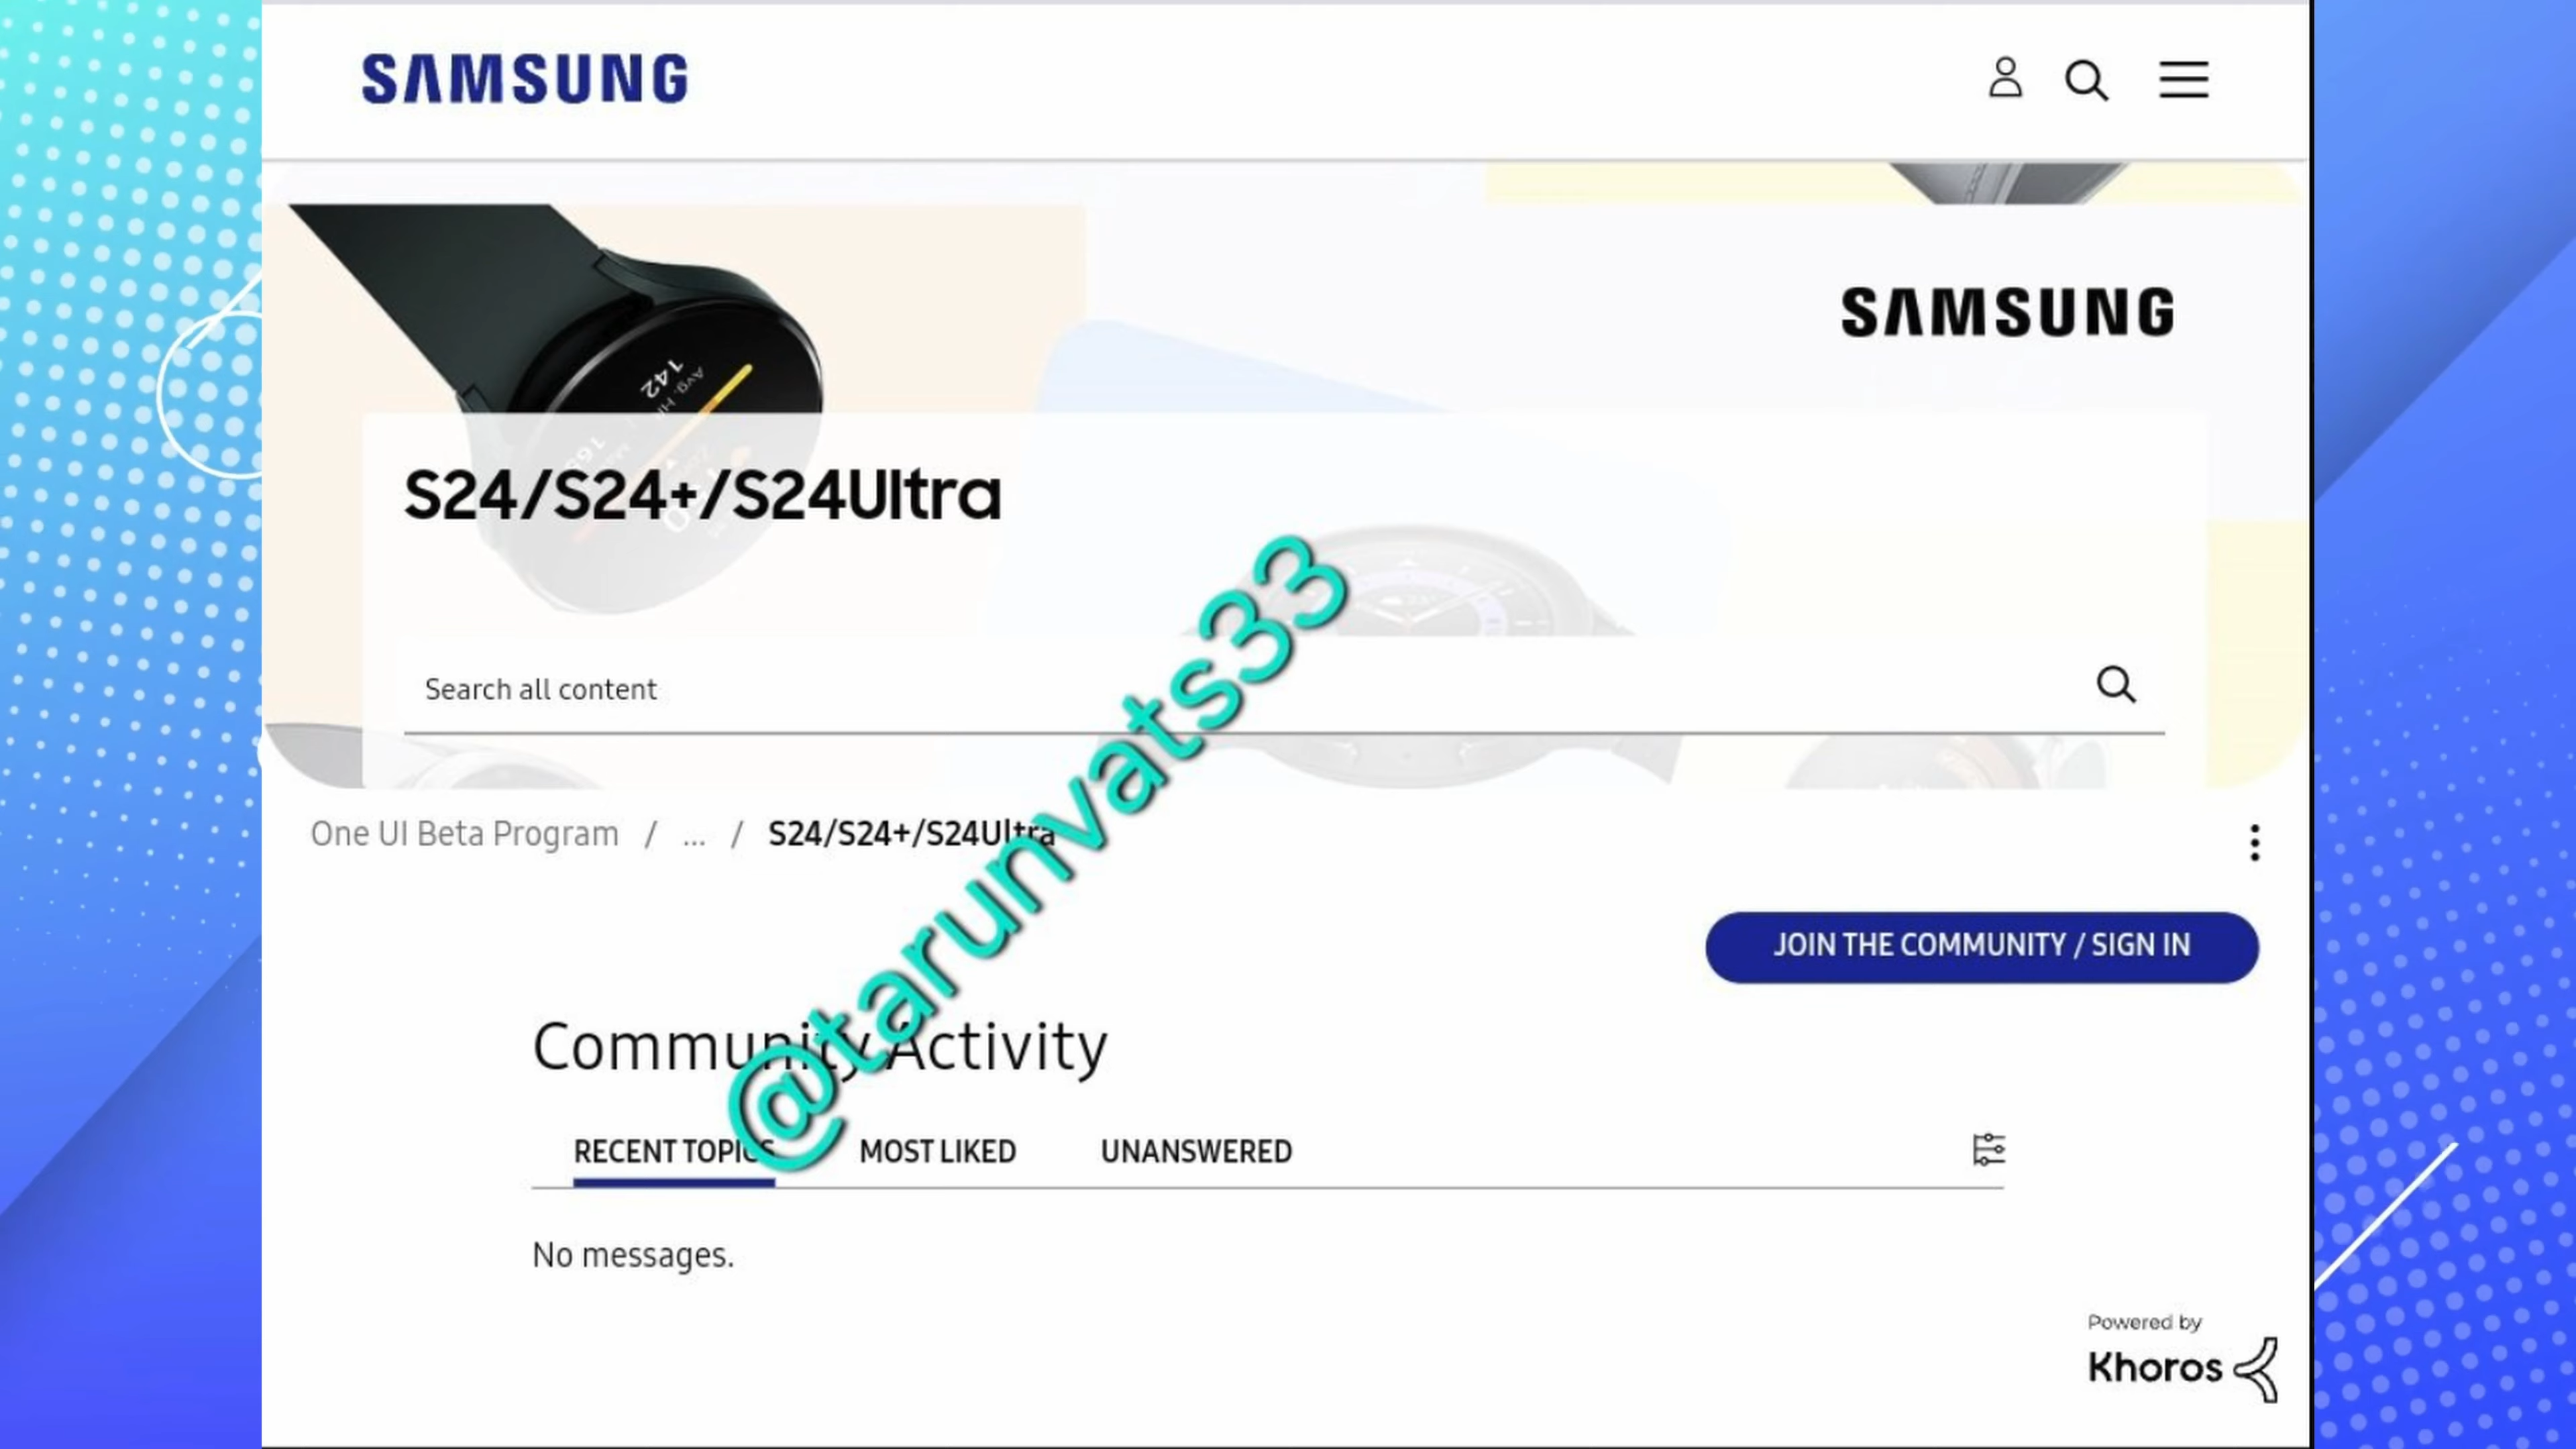 SAMSUNG
SAMSUNG
142
S24/S24+/S24Ultra
Search all content
One UI Beta Program / ... / S24/S24+/S24Ultra
JOIN THE COMMUNITY / SIGN IN
Community Activity
RECENT TOPICS MOST LIKED UNANSWERED
No messages.
@tarunvats33
Powered by
Khoros